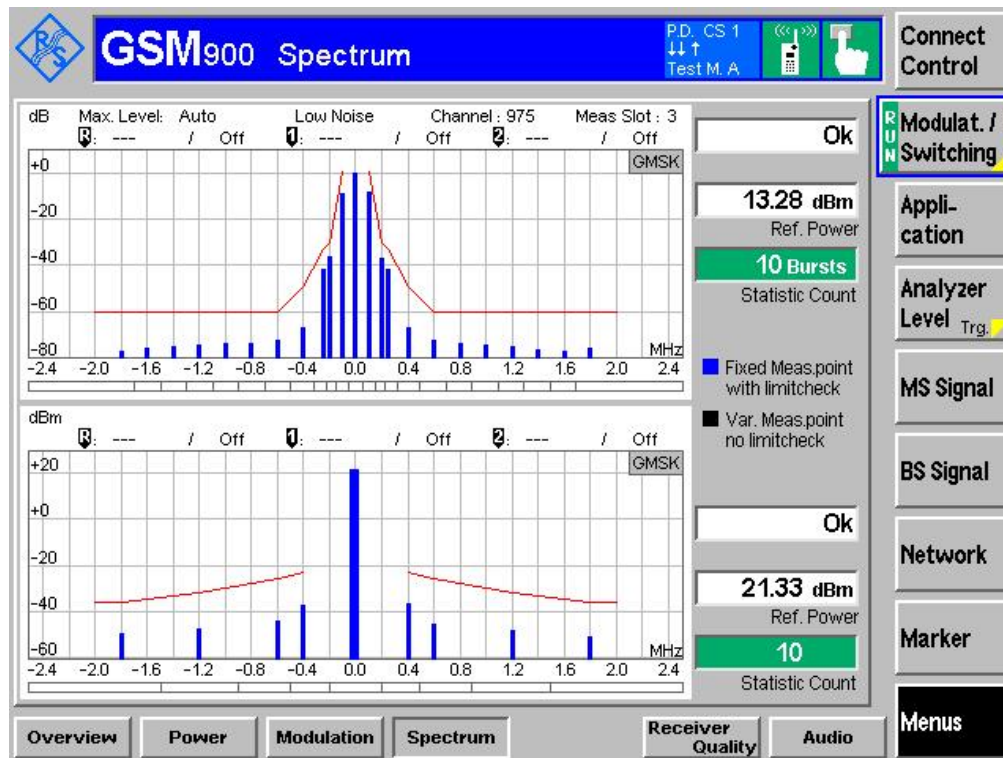 R&S GSM900 Spectrum
P.D. CS 1
↓↓ ↑
Test M. A
Connect
Control
dB Max. Level: Auto Low Noise Channel : 975 Meas Slot : 3
R: --- / Off 1: --- / Off 2: --- / Off
GMSK
+0
-20
-40
-60
-80
MHz
-2.4 -2.0 -1.6 -1.2 -0.8 -0.4 0.0 0.4 0.8 1.2 1.6 2.0 2.4
Ok
13.28 dBm
Ref. Power
10 Bursts
Statistic Count
Fixed Meas.point
with limitcheck
Var. Meas.point
no limitcheck
dBm
R: --- / Off 1: --- / Off 2: --- / Off
GMSK
+20
+0
-20
-40
-60
MHz
-2.4 -2.0 -1.6 -1.2 -0.8 -0.4 0.0 0.4 0.8 1.2 1.6 2.0 2.4
Ok
21.33 dBm
Ref. Power
10
Statistic Count
RUN
Modulat. /
Switching
Appli-
cation
Analyzer
Level Trg.
MS Signal
BS Signal
Network
Marker
Menus
Overview Power Modulation Spectrum Receiver
Quality Audio